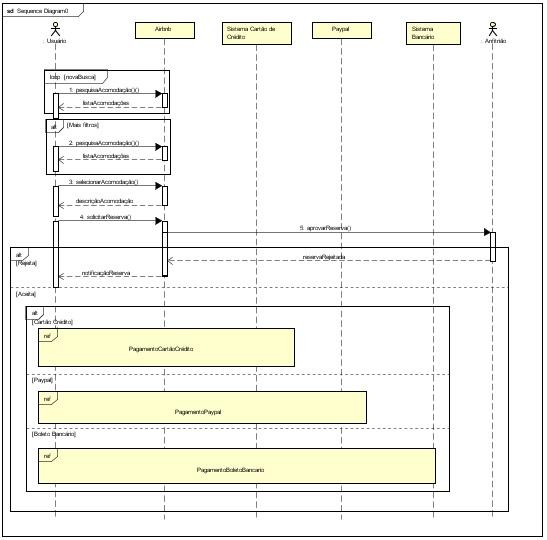 sd Sequence Diagram0
Usuário
Airbnb
Sistema Cartão de
Crédito
Paypal
Sistema
Bancário
Anfitrião
loop [novaBusca]
1: pesquisaAcomodação()()
listaAcomodações
alt [Mais filtros]
2: pesquisaAcomodação()
listaAcomodações
3: selecionarAcomodação()
descriçãoAcomodação
4: solicitarReserva()
5: aprovarReserva()
alt
[Rejeita]
reservaRejeitada
notificaçãoReserva
[Aceita]
alt
[Cartão Crédito]
ref
PagamentoCartãoCrédito
[Paypal]
ref
PagamentoPaypal
[Boleto Bancário]
ref
PagamentoBoletoBancario